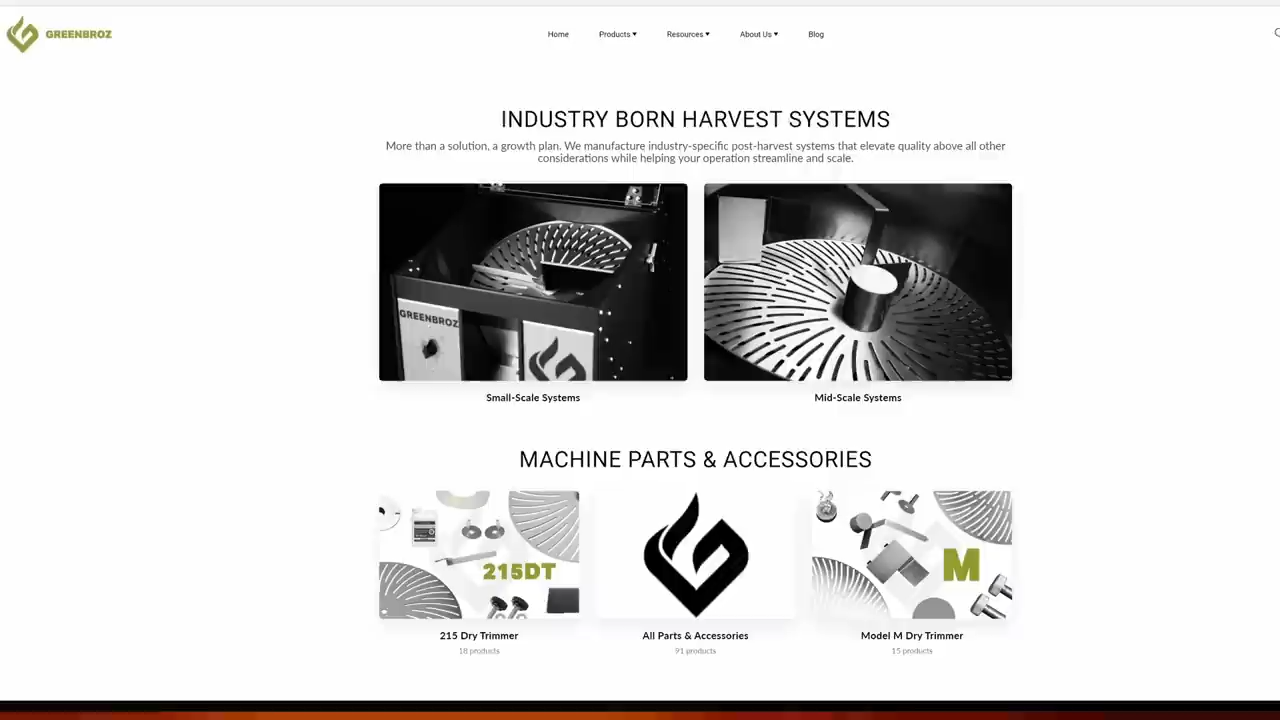 GREENBROZ
Home Products Resources About Us Blog
INDUSTRY BORN HARVEST SYSTEMS
More than a solution, a growth plan. We manufacture industry-specific post-harvest systems that elevate quality above all other
considerations while helping your operation streamline and scale.
GREENBROZ
Small-Scale Systems
Mid-Scale Systems
MACHINE PARTS & ACCESSORIES
215DT
M
215 Dry Trimmer
All Parts & Accessories
Model M Dry Trimmer
18 products
91 products
15 products